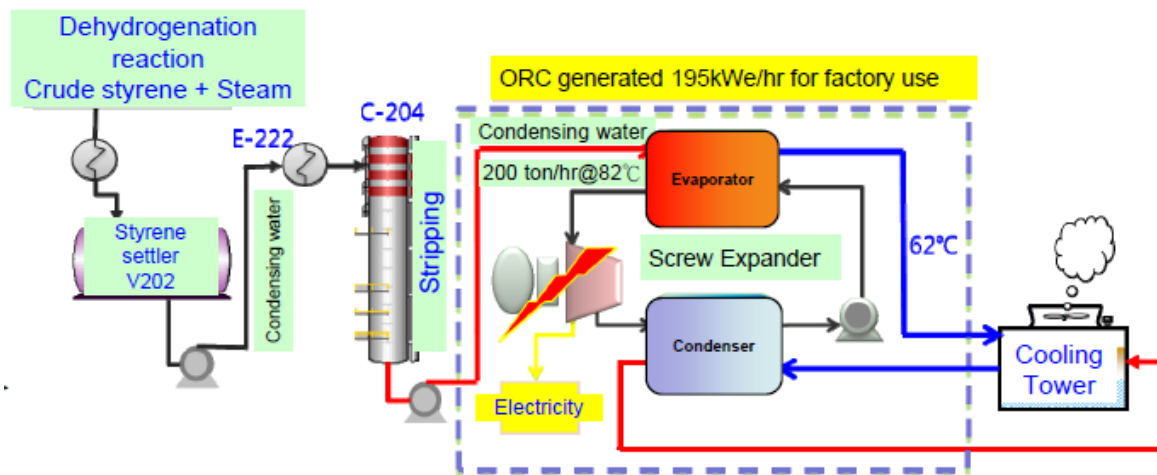 Dehydrogenation
reaction
Crude styrene + Steam
ORC generated 195kWe/hr for factory use
C-204
E-222
Condensing water
200 ton/hr@82℃
Evaporator
Styrene
settler
V202
Condensing water
Stripping
Screw Expander
62℃
Condenser
Cooling
Tower
Electricity